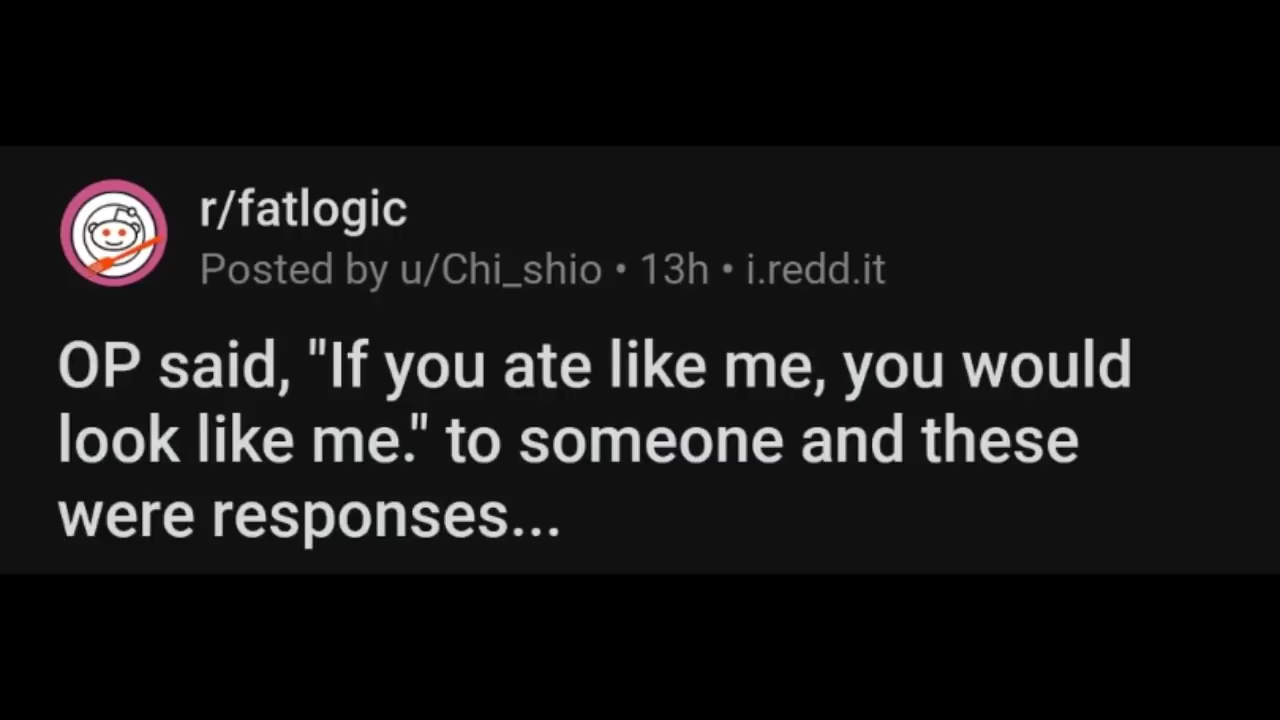 r/fatlogic
Posted by u/Chi_shio • 13h • i.redd.it
OP said, "If you ate like me, you would
look like me." to someone and these
were responses...